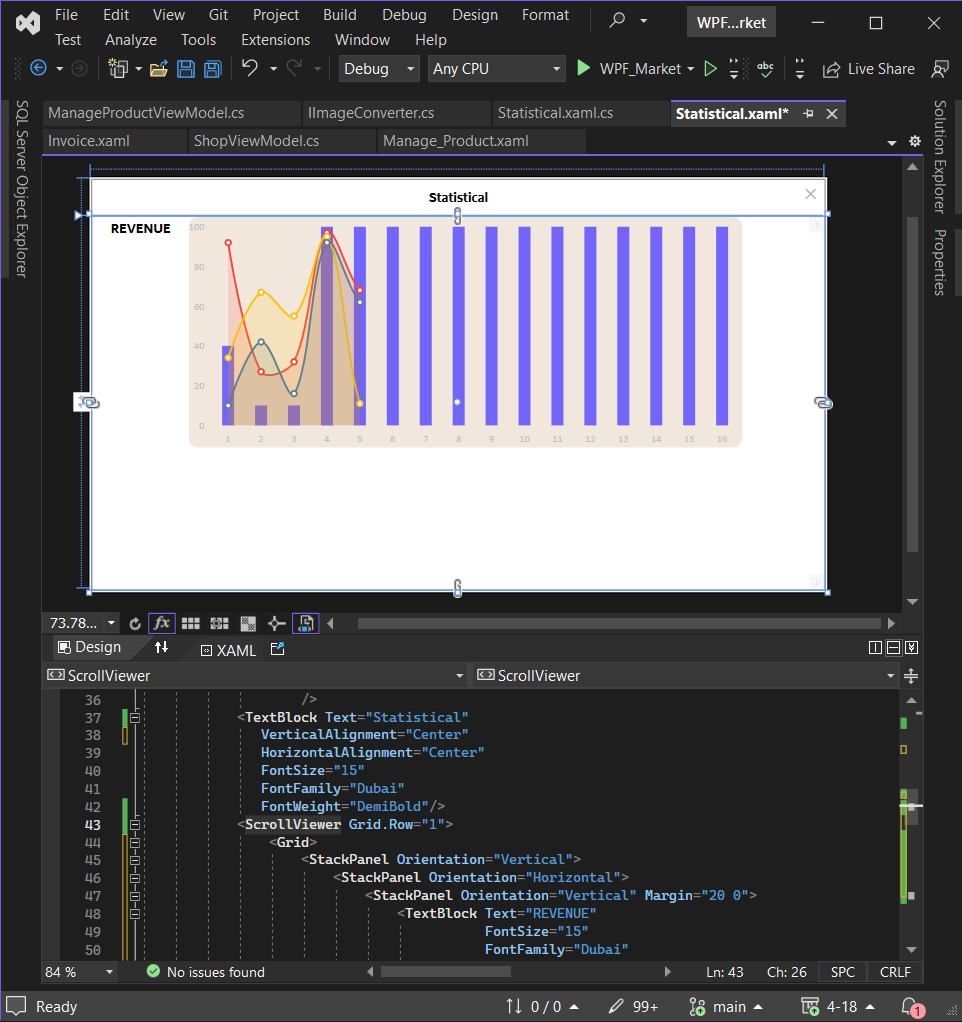 File Edit View Git Project Build Debug Design Format
Test Analyze Tools Extensions Window Help
WPF...rket
Debug Any CPU WPF_Market abc Live Share
SQL Server Object Explorer
ManageProductViewModel.cs IImageConverter.cs Statistical.xaml.cs Statistical.xaml*
Invoice.xaml ShopViewModel.cs Manage_Product.xaml
Solution Explorer
Properties
Statistical
REVENUE
100
80
60
40
20
0
1 2 3 4 5 6 7 8 9 10 11 12 13 14 15 16
73.78... fx
Design XAML
ScrollViewer ScrollViewer
36 />
37 <TextBlock Text="Statistical"
38 VerticalAlignment="Center"
39 HorizontalAlignment="Center"
40 FontSize="15"
41 FontFamily="Dubai"
42 FontWeight="DemiBold"/>
43 <ScrollViewer Grid.Row="1">
44 <Grid>
45 <StackPanel Orientation="Vertical">
46 <StackPanel Orientation="Horizontal">
47 <StackPanel Orientation="Vertical" Margin="20 0">
48 <TextBlock Text="REVENUE"
49 FontSize="15"
50 FontFamily="Dubai"
84 % No issues found Ln: 43 Ch: 26 SPC CRLF
Ready 0 / 0 99+ main 4-18 1